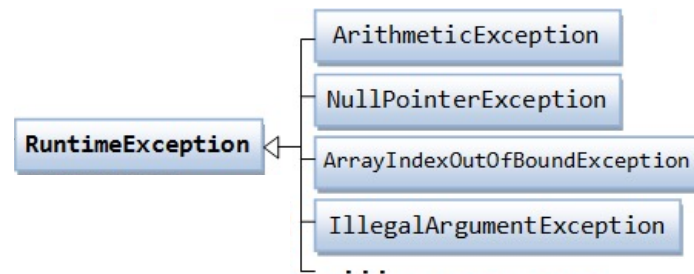 ArithmeticException
NullPointerException
RuntimeException
ArrayIndexOutOfBoundException
IllegalArgumentException
...